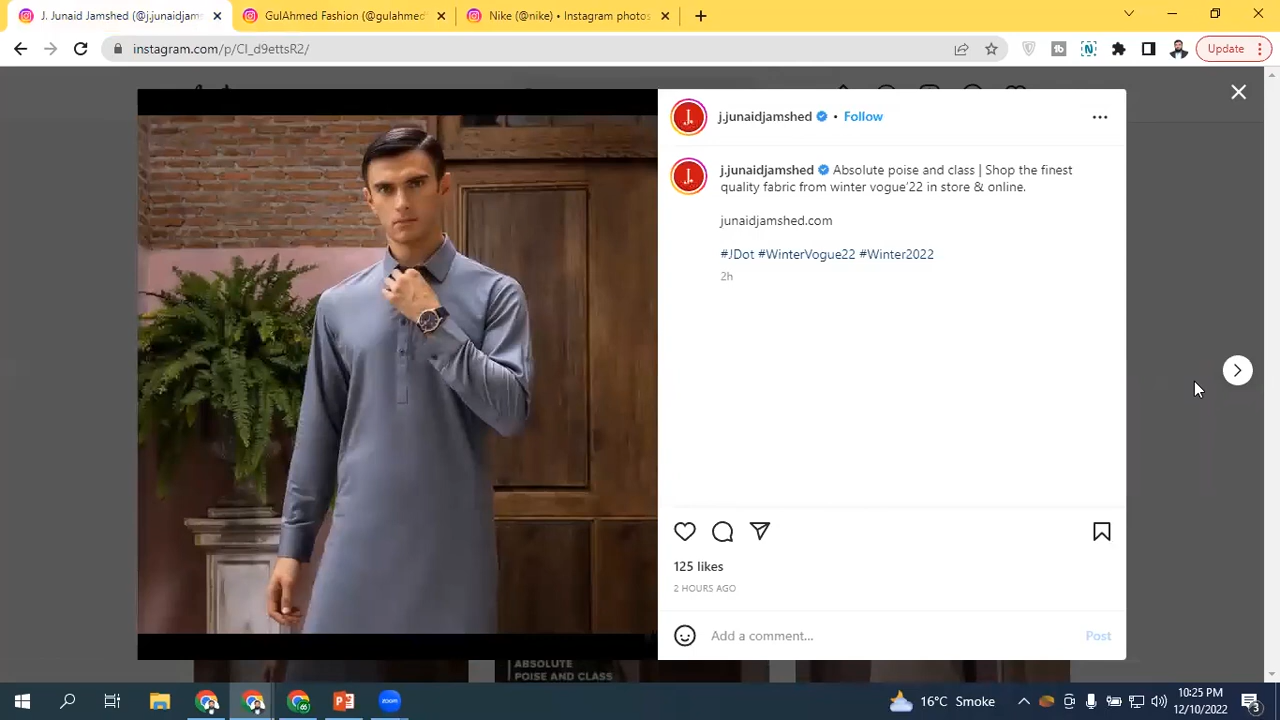 J. Junaid Jamshed (@j.junaidjam
GulAhmed Fashion (@gulahmed
Nike (@nike) • Instagram photos
instagram.com/p/Cl_d9ettsR2/
Update
J.
j.junaidjamshed • Follow
J.
j.junaidjamshed Absolute poise and class | Shop the finest
quality fabric from winter vogue'22 in store & online.
junaidjamshed.com
#JDot #WinterVogue22 #Winter2022
2h
125 likes
2 HOURS AGO
Add a comment...
Post
ABSOLUTE
POISE AND CLASS
zoom
16°C Smoke
10:25 PM
12/10/2022
3